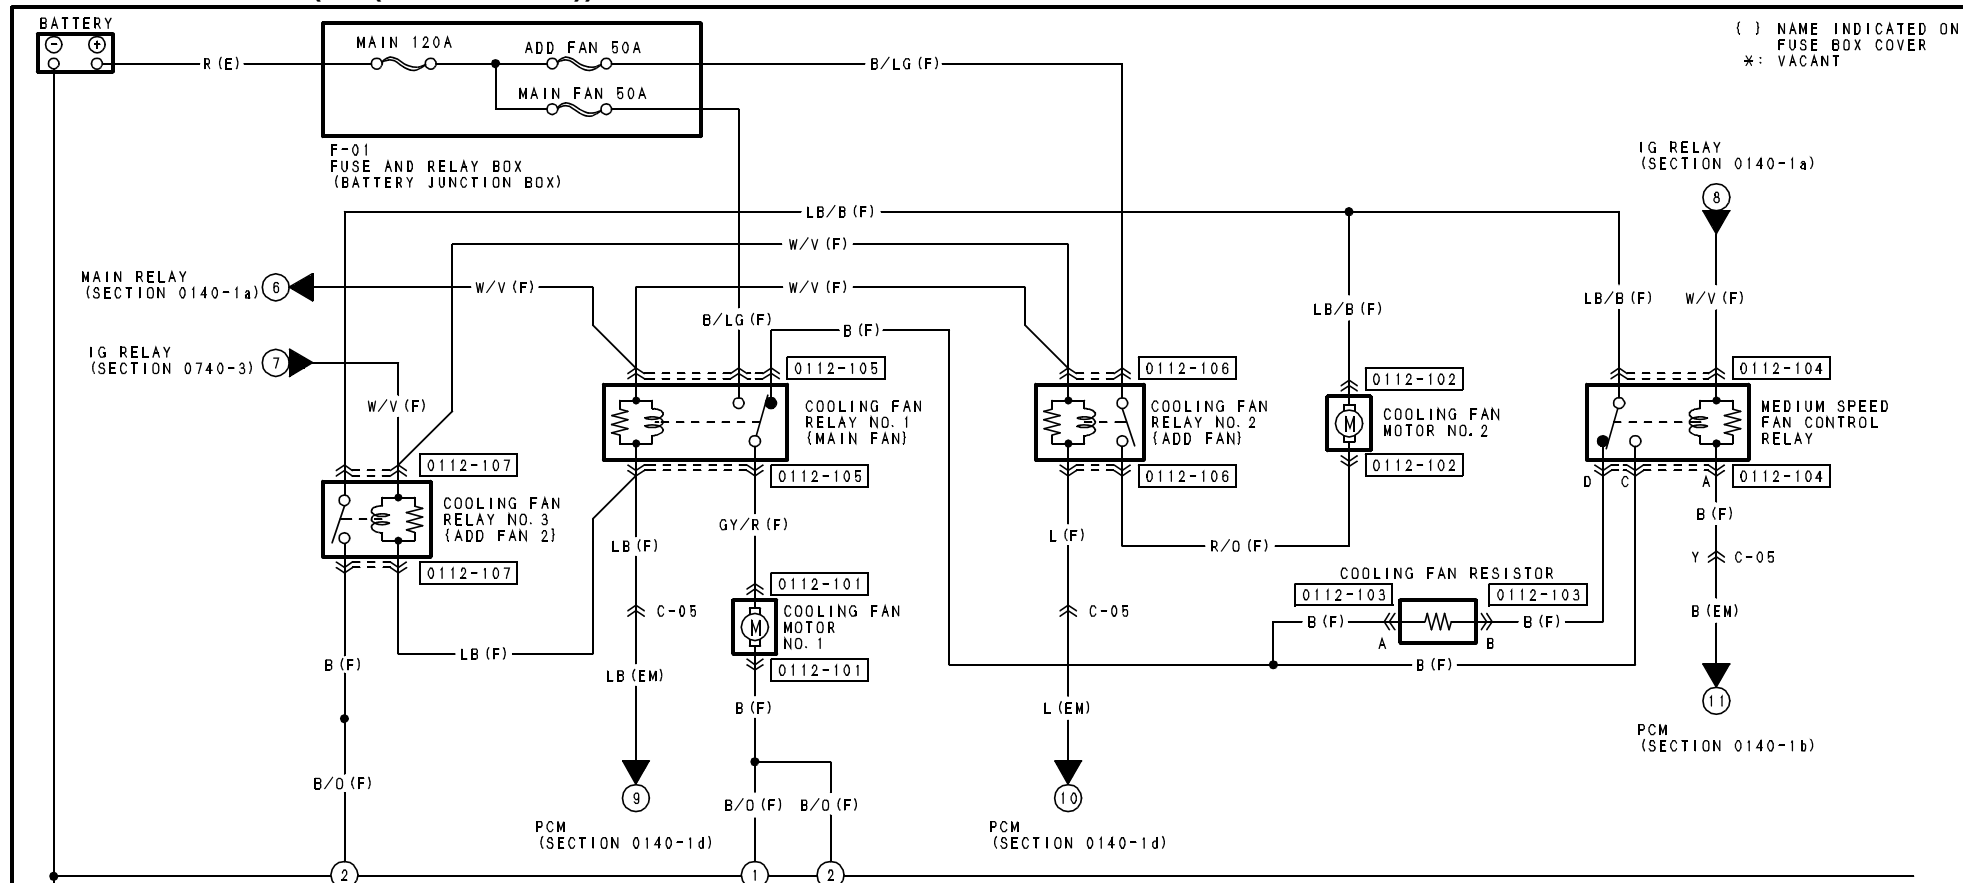 BATTERY
MAIN 120A
ADD FAN 50A
{ } NAME INDICATED ON
FUSE BOX COVER
*: VACANT
R (E)
B/LG (F)
MAIN FAN 50A
F-01
FUSE AND RELAY BOX
(BATTERY JUNCTION BOX)
IG RELAY
(SECTION 0140-1a)
8
LB/B (F)
W/V (F)
MAIN RELAY
(SECTION 0140-1a)
6
W/V (F)
W/V (F)
LB/B (F)
W/V (F)
LB/B (F)
B/LG (F)
B (F)
IG RELAY
(SECTION 0740-3)
7
0112-105
0112-106
0112-102
0112-104
W/V (F)
COOLING FAN
RELAY NO. 1
{MAIN FAN}
COOLING FAN
RELAY NO. 2
{ADD FAN}
M
COOLING FAN
MOTOR NO. 2
MEDIUM SPEED
FAN CONTROL
RELAY
0112-107
0112-105
0112-106
0112-102
D
C
A
0112-104
COOLING FAN
RELAY NO. 3
{ADD FAN 2}
GY/R (F)
B (F)
LB (F)
L (F)
R/O (F)
Y
C-05
0112-107
0112-101
COOLING FAN RESISTOR
0112-103
0112-103
C-05
M
COOLING FAN
MOTOR
NO. 1
C-05
B (F)
A
B
B (F)
B (EM)
LB (F)
B (F)
LB (EM)
0112-101
B (F)
B (F)
L (EM)
11
PCM
(SECTION 0140-1b)
B/O (F)
9
B/O (F)
B/O (F)
10
PCM
(SECTION 0140-1d)
PCM
(SECTION 0140-1d)
2
1
2